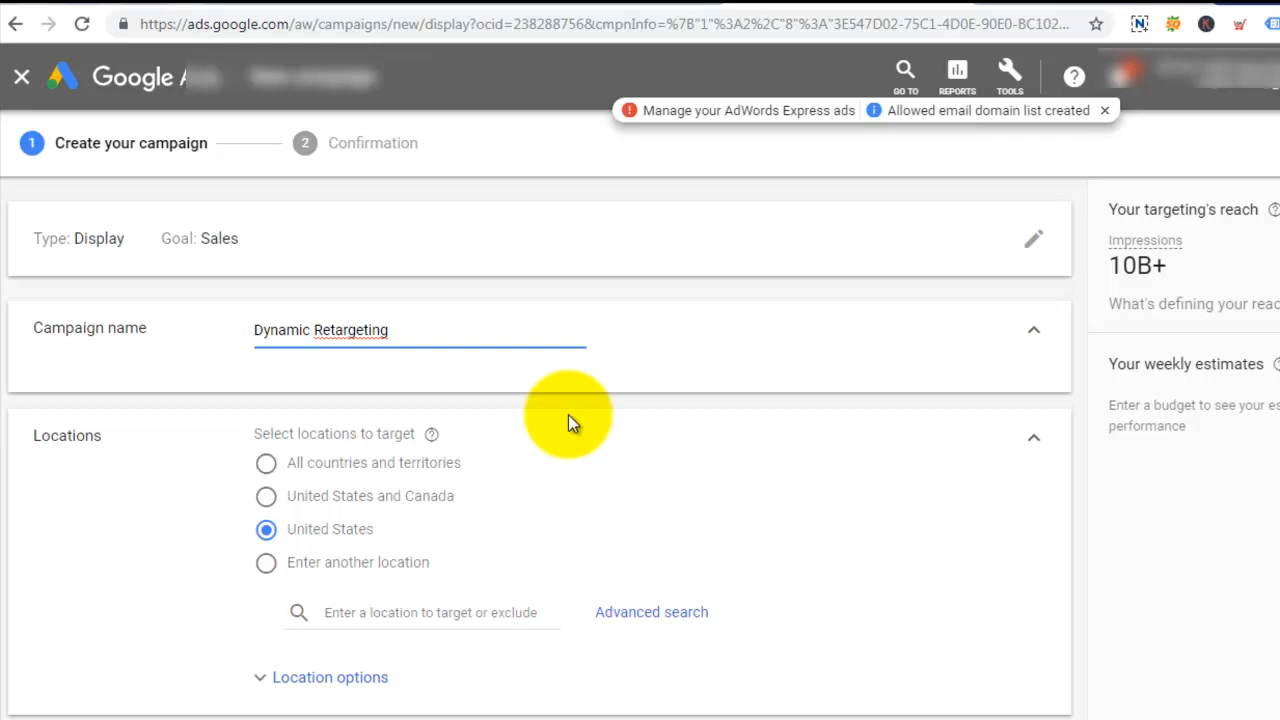 https://ads.google.com/aw/campaigns/new/display?ocid=238288756&cmpnInfo=%7B"1"%3A2%2C"8"%3A"3E547D02-75C1-4D0E-90E0-BC102...
Google
GO TO
REPORTS
TOOLS
Manage your AdWords Express ads
Allowed email domain list created
1 Create your campaign
2 Confirmation
Type: Display Goal: Sales
Campaign name
Dynamic Retargeting
Locations
Select locations to target
All countries and territories
United States and Canada
United States
Enter another location
Enter a location to target or exclude
Advanced search
Location options
Your targeting's reach
Impressions
10B+
What's defining your reac
Your weekly estimates
Enter a budget to see your es
performance